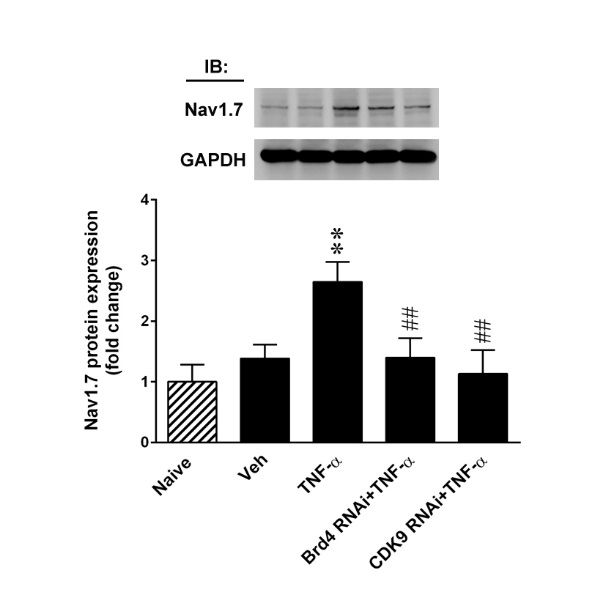 IB:
Nav1.7
GAPDH
Nav1.7 protein expression
(fold change)
4
3
2
1
0
**
##
##
Naive
Veh
TNF-α
Brd4 RNAi+TNF-α
CDK9 RNAi+TNF-α